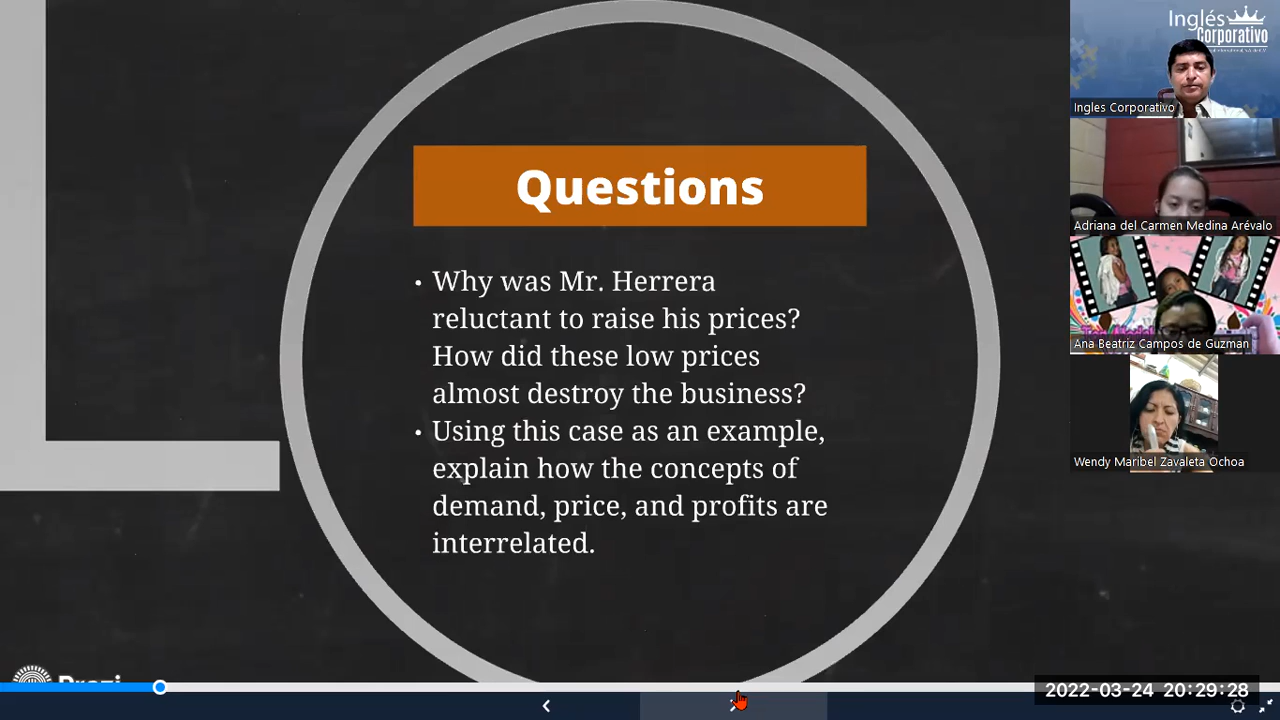 Questions
• Why was Mr. Herrera
reluctant to raise his prices?
How did these low prices
almost destroy the business?
• Using this case as an example,
explain how the concepts of
demand, price, and profits are
interrelated.
Prezi
Inglés
Corporativo
Ingles Corporativo
Adriana del Carmen Medina Arévalo
Ana Beatriz Campos de Guzman
Wendy Maribel Zavaleta Ochoa
2022-03-24 20:29:28